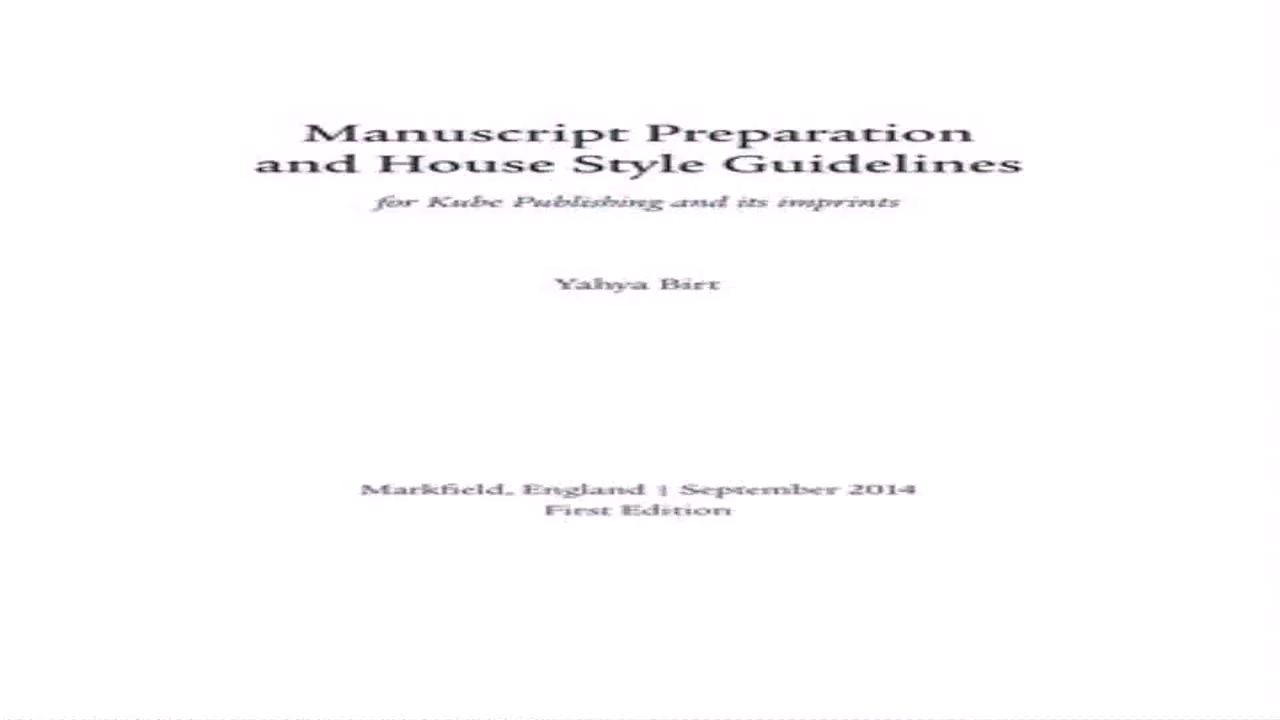 Manuscript Preparation
and House Style Guidelines
for Kube Publishing and its imprints
Yahya Birt
Markfield, England | September 2014
First Edition